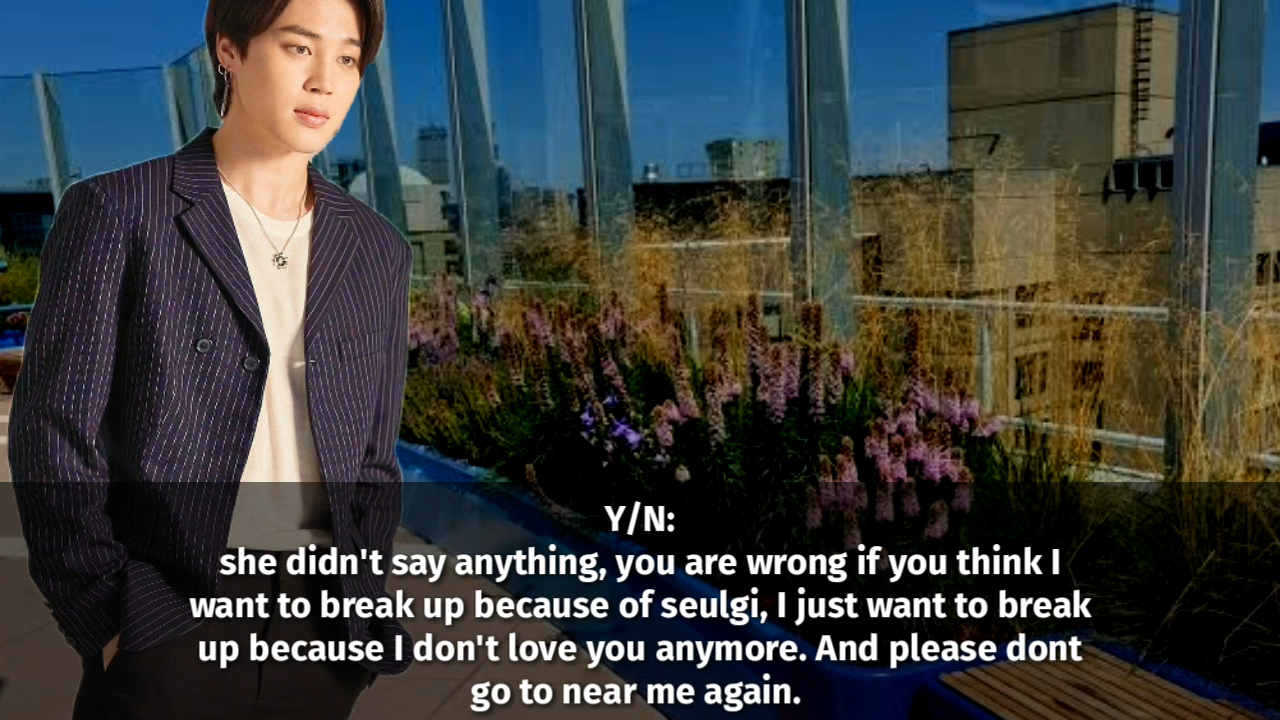 Y/N:
she didn't say anything, you are wrong if you think I
want to break up because of seulgi, I just want to break
up because I don't love you anymore. And please dont
go to near me again.